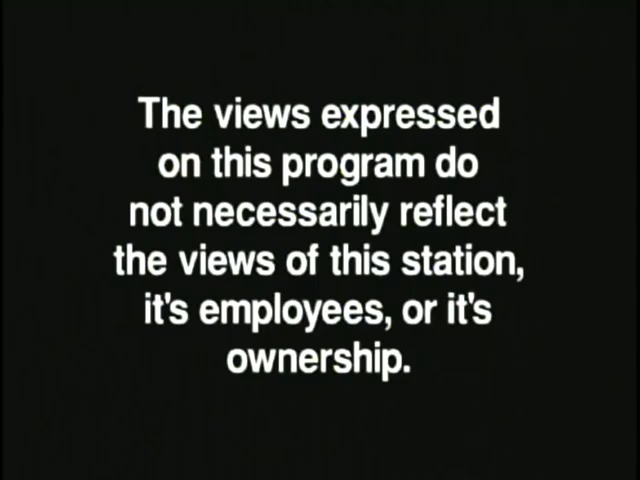 The views expressed
on this program do
not necessarily reflect
the views of this station,
it's employees, or it's
ownership.